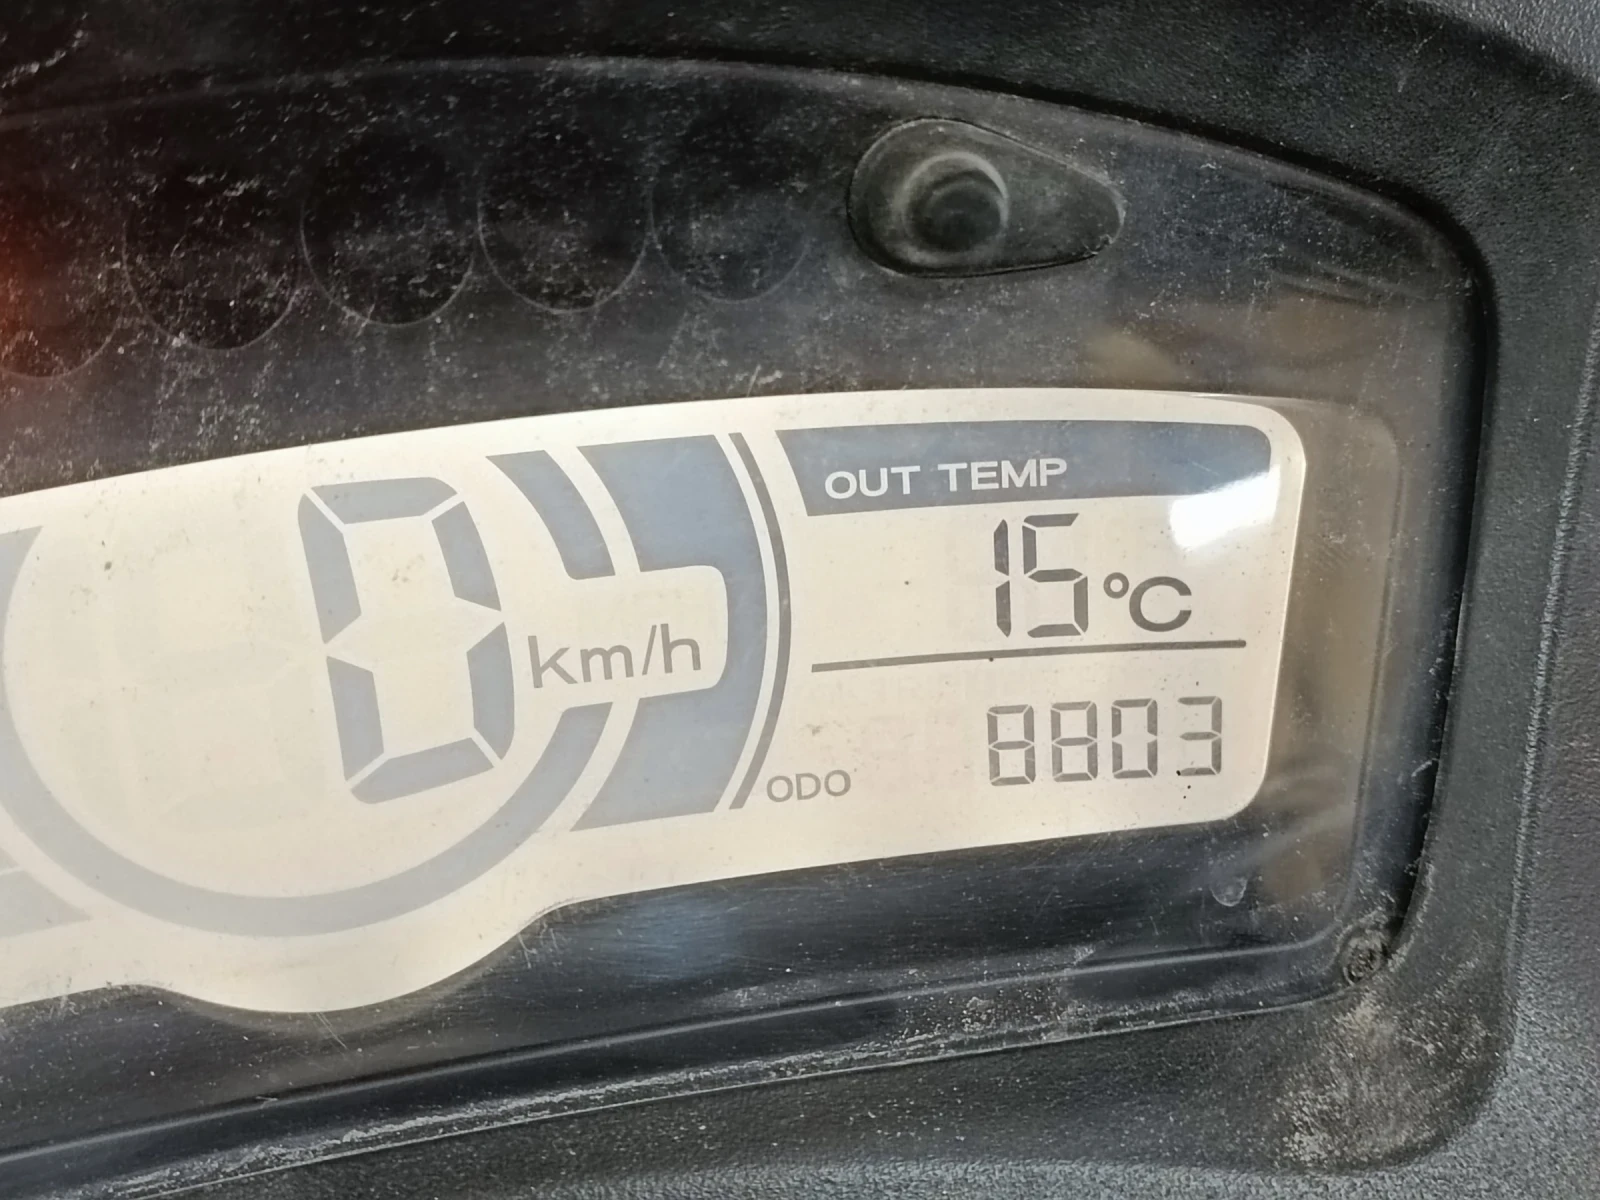 0 km/h
OUT TEMP
15 °C
ODO 8803